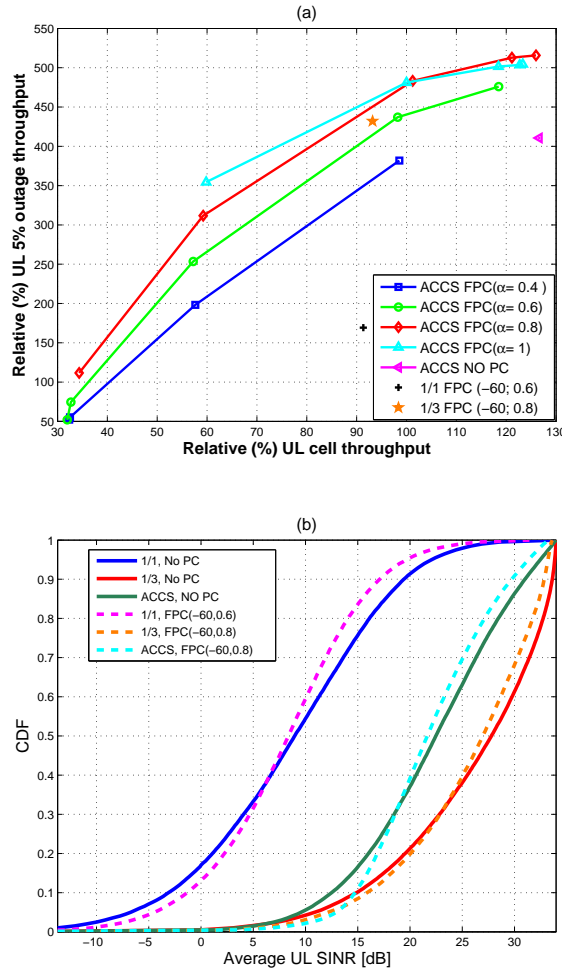 (a)
550
500
450
400
350
300
250
200
150
100
50
Relative (%) UL 5% outage throughput
ACCS FPC(α= 0.4 )
ACCS FPC(α= 0.6)
ACCS FPC(α= 0.8)
ACCS FPC(α= 1)
ACCS NO PC
1/1 FPC (−60; 0.6)
1/3 FPC (−60; 0.8)
30 40 50 60 70 80 90 100 110 120 130
Relative (%) UL cell throughput
(b)
1
0.9
0.8
0.7
0.6
0.5
0.4
0.3
0.2
0.1
0
CDF
1/1, No PC
1/3, No PC
ACCS, NO PC
1/1, FPC(−60,0.6)
1/3, FPC(−60,0.8)
ACCS, FPC(−60,0.8)
−10 −5 0 5 10 15 20 25 30
Average UL SINR [dB]